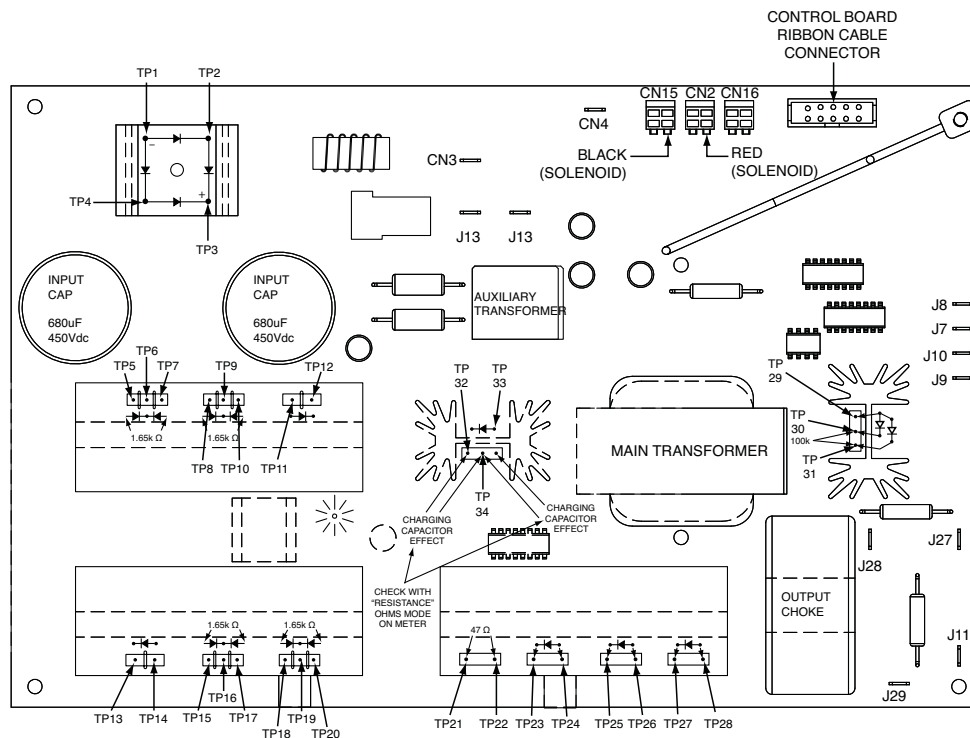 CONTROL BOARD
RIBBON CABLE
CONNECTOR
TP1
TP2
CN15
CN2
CN16
CN4
BLACK
(SOLENOID)
RED
(SOLENOID)
CN3
−
+
TP4
TP3
J13
J13
INPUT
CAP
680uF
450Vdc
INPUT
CAP
680uF
450Vdc
AUXILIARY
TRANSFORMER
J8
J7
J10
J9
TP6
TP5
TP7
TP9
TP12
1.65k Ω
1.65k Ω
TP8
TP10
TP11
TP
32
TP
33
TP
34
CHARGING
CAPACITOR
EFFECT
CHARGING
CAPACITOR
EFFECT
CHECK WITH
"RESISTANCE"
OHMS MODE
ON METER
MAIN TRANSFORMER
TP
29
TP
30
100k
TP
31
J28
J27
OUTPUT
CHOKE
J11
J29
1.65k Ω
1.65k Ω
47 Ω
TP13
TP14
TP15
TP16
TP17
TP18
TP19
TP20
TP21
TP22
TP23
TP24
TP25
TP26
TP27
TP28